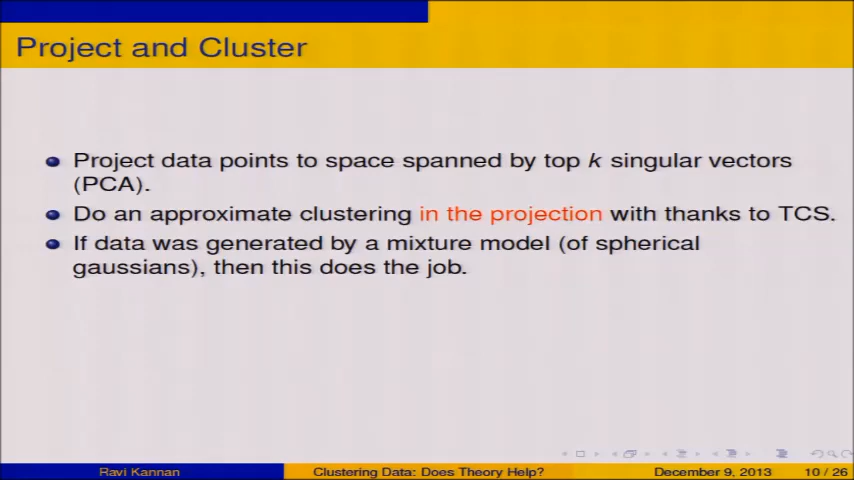 Project and Cluster
Project data points to space spanned by top k singular vectors
(PCA).
Do an approximate clustering in the projection with thanks to TCS.
If data was generated by a mixture model (of spherical
gaussians), then this does the job.
Ravi Kannan
Clustering Data: Does Theory Help?
December 9, 2013
10 / 26